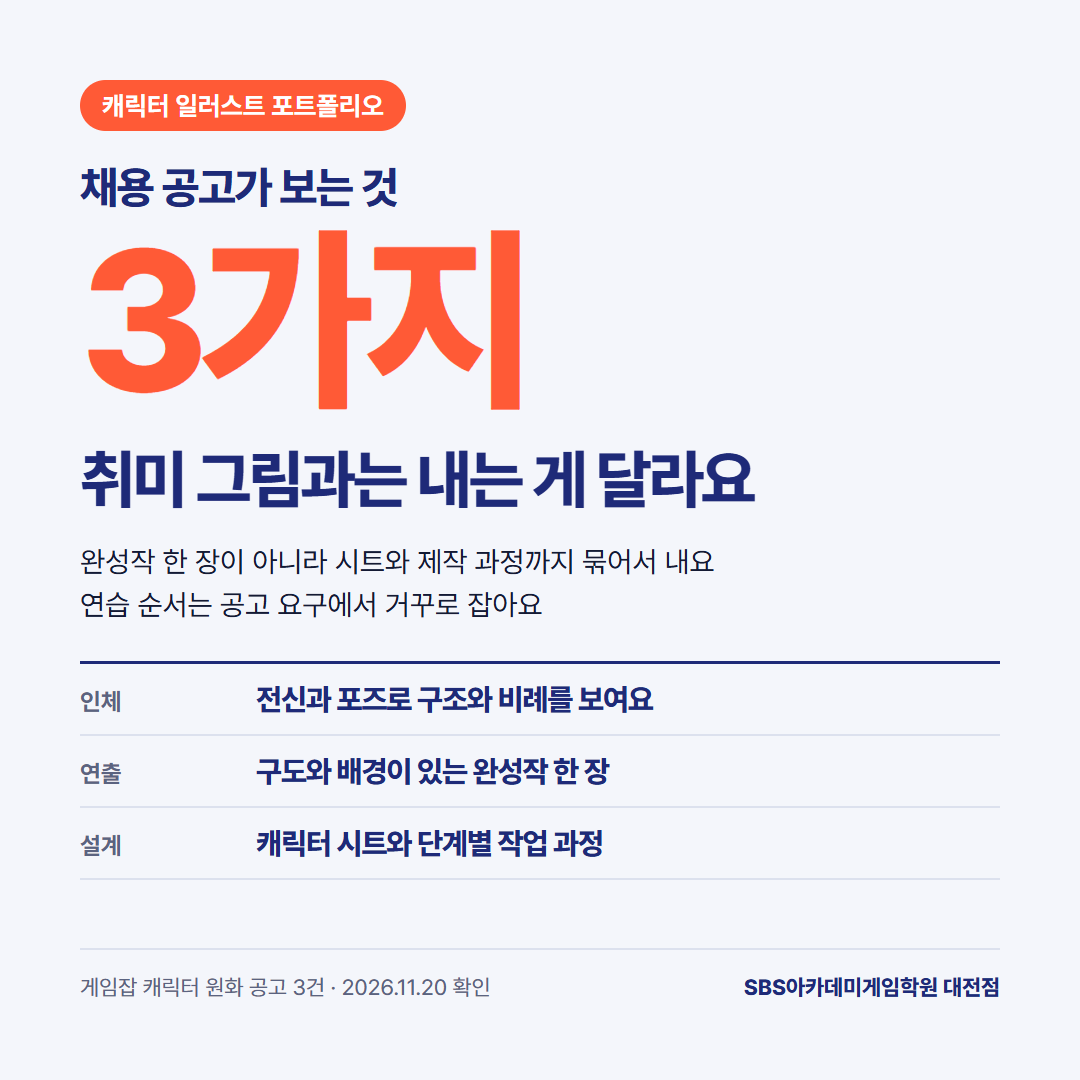 캐릭터 일러스트 포트폴리오
채용 공고가 보는 것
3가지
취미 그림과는 내는 게 달라요
완성작 한 장이 아니라 시트와 제작 과정까지 묶어서 내요
연습 순서는 공고 요구에서 거꾸로 잡아요
인체 전신과 포즈로 구조와 비례를 보여요
연출 구도와 배경이 있는 완성작 한 장
설계 캐릭터 시트와 단계별 작업 과정
게임잡 캐릭터 원화 공고 3건 · 2026.11.20 확인 SBS아카데미게임학원 대전점